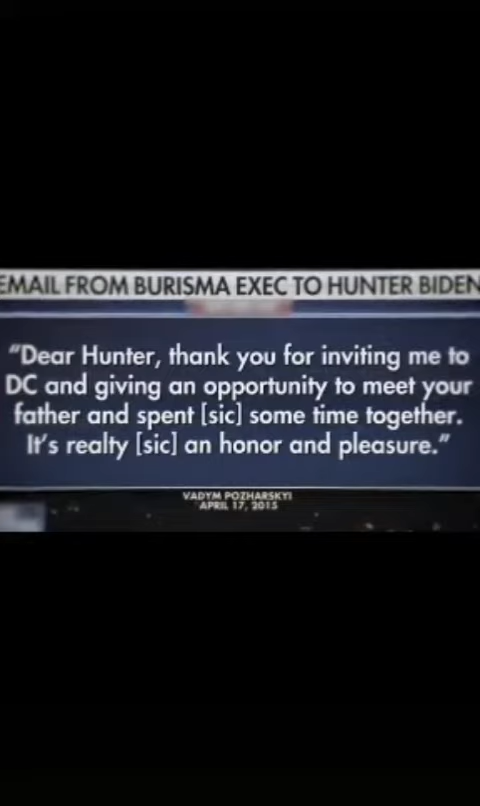 EMAIL FROM BURISMA EXEC TO HUNTER BIDEN
“Dear Hunter, thank you for inviting me to
DC and giving an opportunity to meet your
father and spent [sic] some time together.
It’s realty [sic] an honor and pleasure.”
VADYM POZHARSKYI
APRIL 17, 2015